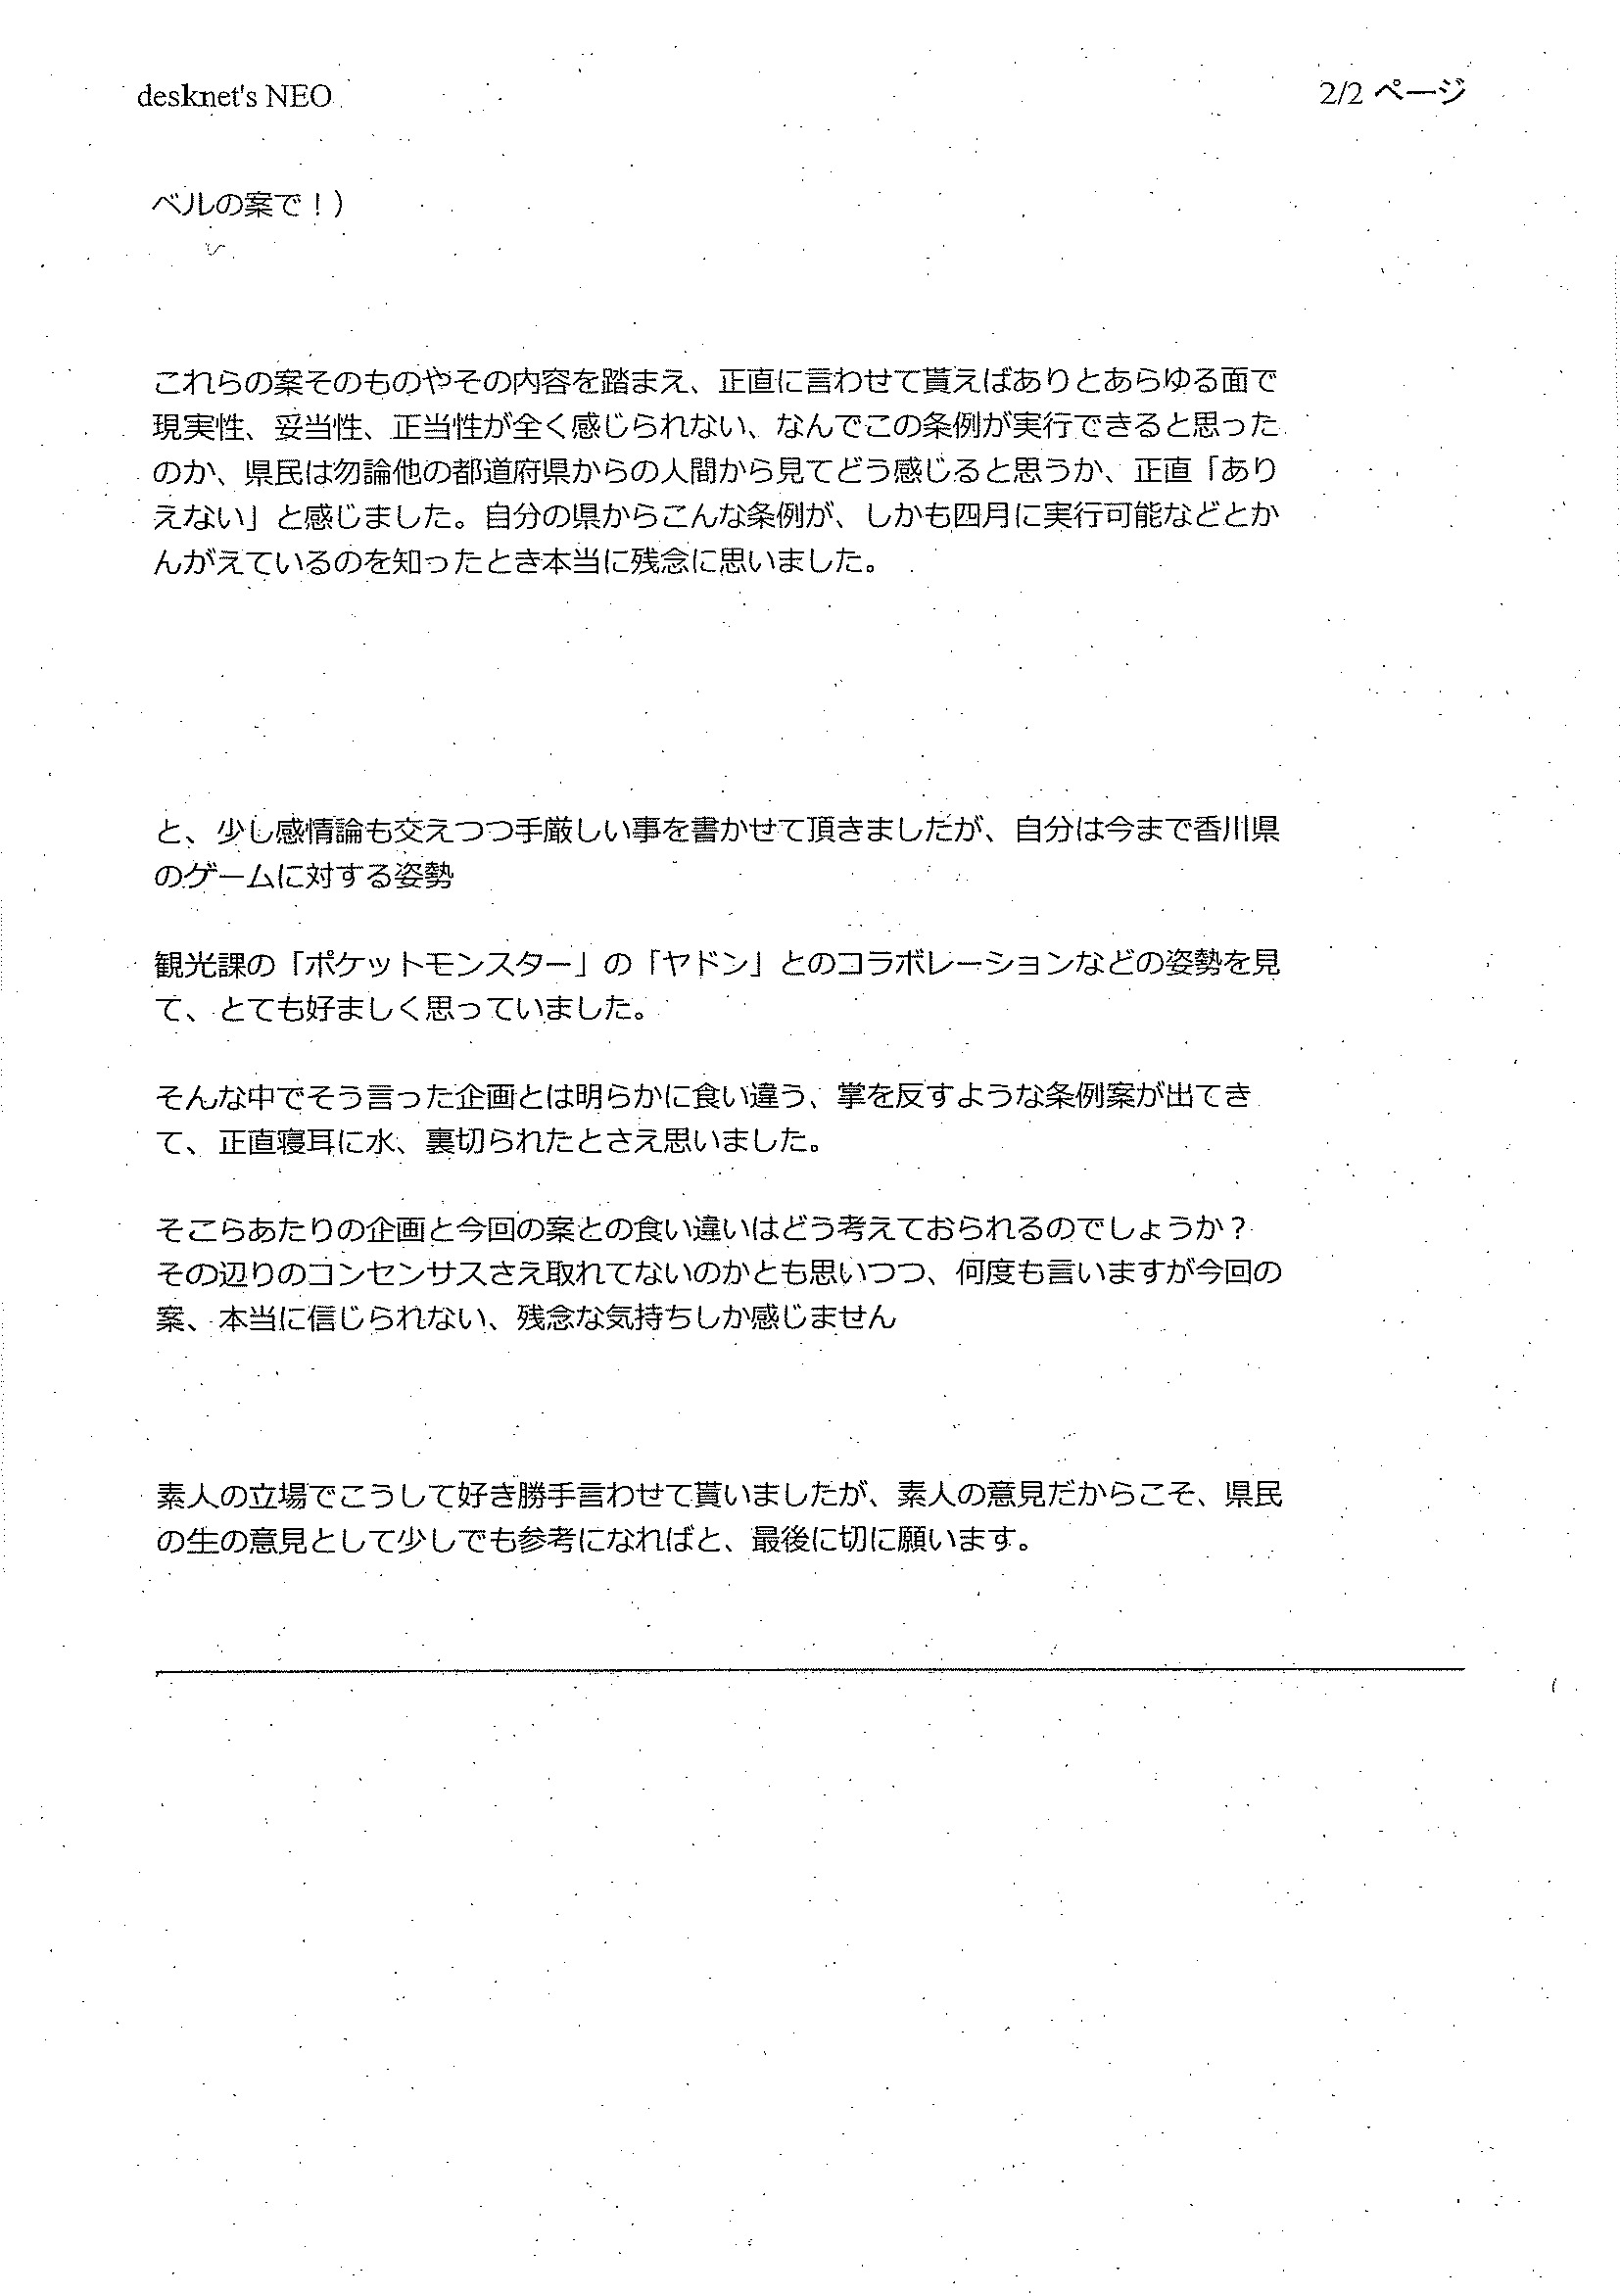 desknet's NEO
2/2 ページ
ベルの案で！）
これらの案そのものやその内容を踏まえ、正直に言わせて貰えばありとあらゆる面で
現実性、妥当性、正当性が全く感じられない、なんでこの条例が実行できると思った
のか、県民は勿論他の都道府県からの人間から見てどう感じると思うか、正直「あり
えない」と感じました。自分の県からこんな条例が、しかも四月に実行可能などとか
んがえているのを知ったとき本当に残念に思いました。
と、少し感情論も交えつつ手厳しい事を書かせて頂きましたが、自分は今まで香川県
のゲームに対する姿勢
観光課の「ポケットモンスター」の「ヤドン」とのコラボレーションなどの姿勢を見
て、とても好ましく思っていました。
そんな中でそう言った企画とは明らかに食い違う、掌を反すような条例案が出てき
て、正直寝耳に水、裏切られたとさえ思いました。
そこらあたりの企画と今回の案との食い違いはどう考えておられるのでしょうか？
その辺りのコンセンサスさえ取れてないのかとも思いつつ、何度も言いますが今回の
案、本当に信じられない、残念な気持ちしか感じません
素人の立場でこうして好き勝手言わせて貰いましたが、素人の意見だからこそ、県民
の生の意見として少しでも参考になればと、最後に切に願います。